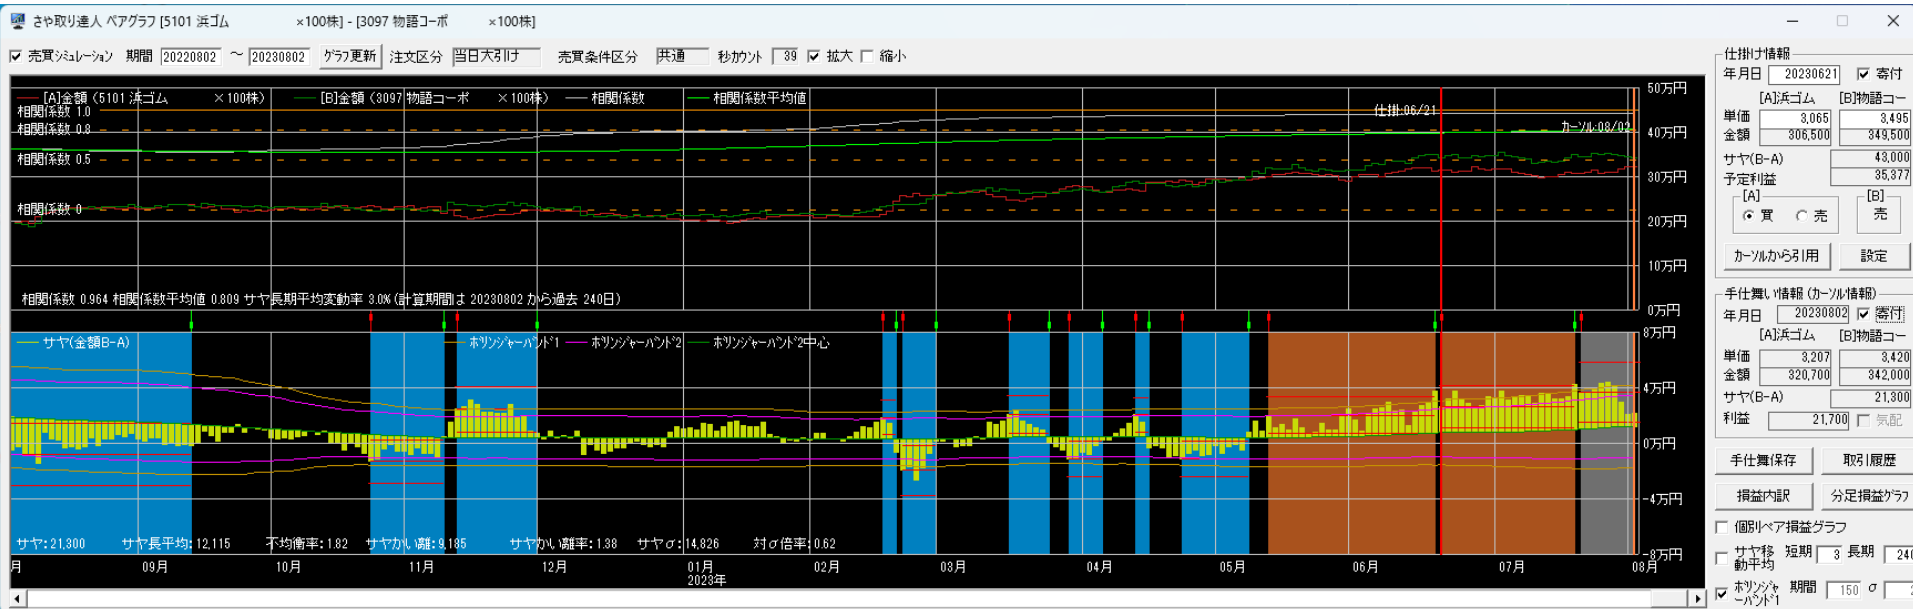 さや取り達人 ペアグラフ [5101 浜ゴム ×100株] - [3097 物語コーポ ×100株]
売買シミュレーション 期間 20220802 ～ 20230802 グラフ更新 注文区分 当日大引け 売買条件区分 共通 秒カウント 39 拡大 縮小
[A]金額 (5101 浜ゴム ×100株) [B]金額 (3097 物語コーポ ×100株) 相関係数 相関係数平均値
相関係数 1.0
相関係数 0.8
相関係数 0.5
相関係数 0
仕掛:06/21
カーソル:08/02
50万円
40万円
30万円
20万円
10万円
0万円
相関係数 0.964 相関係数平均値 0.809 サヤ長期平均変動率 3.0% (計算期間は 20230802 から過去 240日)
サヤ(金額B-A) ボリンジャーバンド1 ボリンジャーバンド2 ボリンジャーバンド2中心
8万円
4万円
0万円
-4万円
-8万円
サヤ:21,300 サヤ長平均:12,115 不均衡率:1.82 サヤかい離:9,185 サヤかい離率:1.38 サヤσ:14,826 対σ倍率:0.62
月 09月 10月 11月 12月 01月 02月 03月 04月 05月 06月 07月 08月
2023年
仕掛け情報
年月日 20230621 寄付
[A]浜ゴム [B]物語コー
単価 3,065 3,495
金額 306,500 349,500
サヤ(B-A) 43,000
予定利益 35,377
[A] [B]
買 売 売
カーソルから引用 設定
手仕舞い情報 (カーソル情報)
年月日 20230802 寄付
[A]浜ゴム [B]物語コー
単価 3,207 3,420
金額 320,700 342,000
サヤ(B-A) 21,300
利益 21,700 気配
手仕舞保存 取引履歴
損益内訳 分足損益グラフ
個別ペア損益グラフ
サヤ移動平均 短期 3 長期 240
ボリンジャーバンド1 期間 150 σ 2